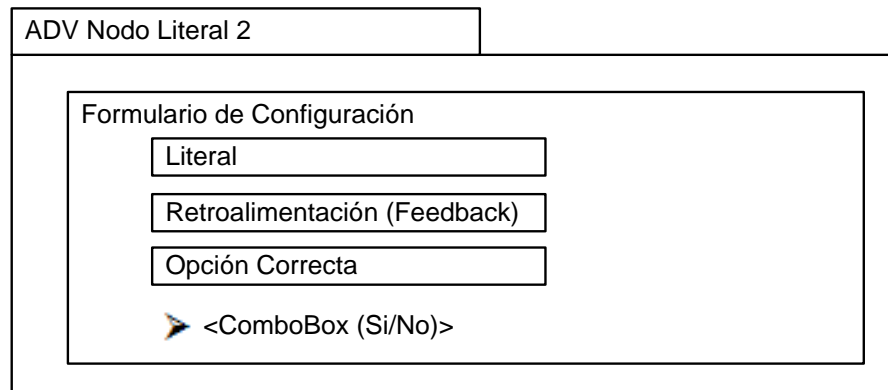 ADV Nodo Literal 2
Formulario de Configuración
Literal
Retroalimentación (Feedback)
Opción Correcta
<ComboBox (Si/No)>